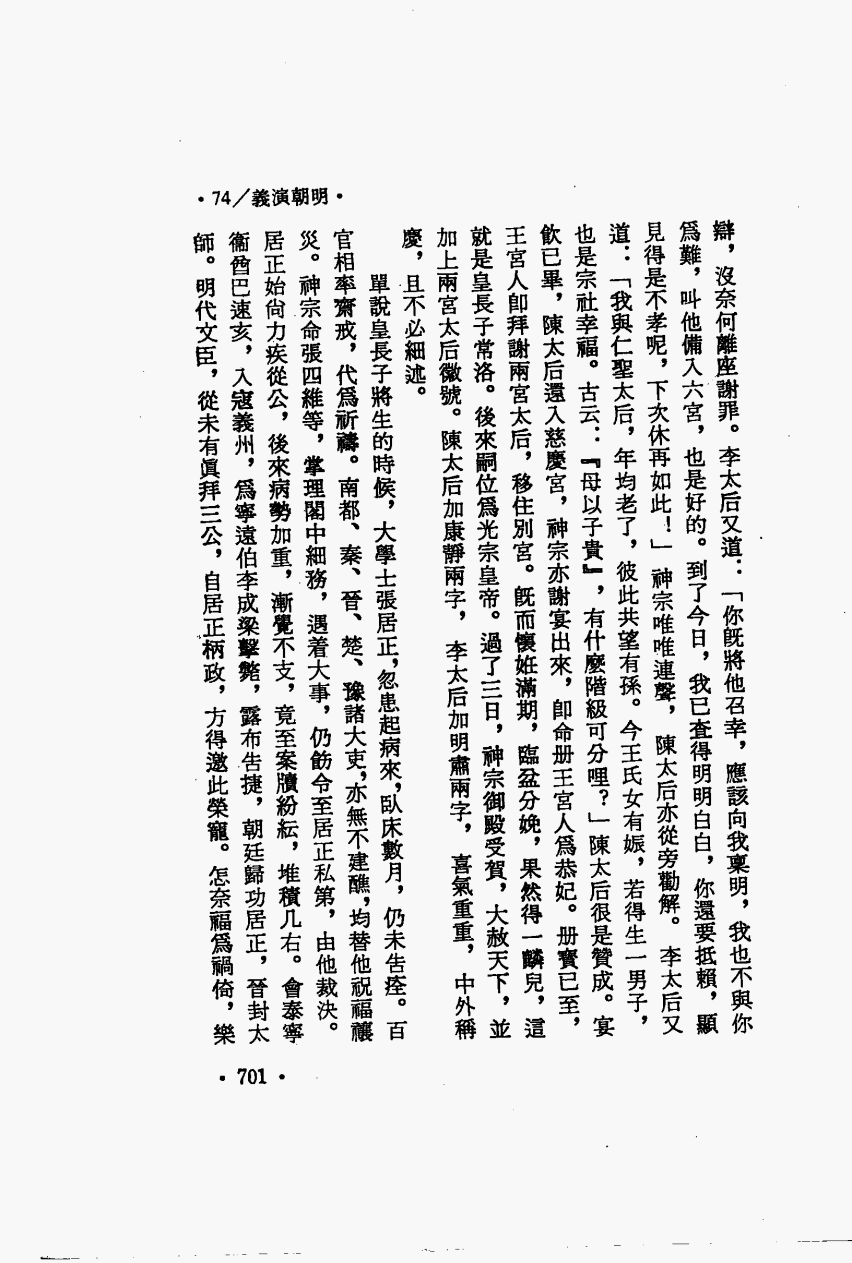 ・74／義演朝明・
辯，沒奈何離座謝罪。李太后又道：「你旣將他召幸，應該向我稟明，我也不與你
爲難，叫他備入六宮，也是好的。到了今日，我已查得明明白白，你還要抵賴，顯
見得是不孝呢，下次休再如此！」神宗唯唯連聲，陳太后亦從旁勸解。李太后又
道：「我與仁聖太后，年均老了，彼此共望有孫。今王氏女有娠，若得生一男子，
也是宗社幸福。古云：『母以子貴』，有什麼階級可分哩？」陳太后很是贊成。宴
飲已畢，陳太后還入慈慶宮，神宗亦謝宴出來，卽命册王宮人爲恭妃。册寶已至，
王宮人卽拜謝兩宮太后，移住別宮。旣而懷妊滿期，臨盆分娩，果然得一麟兒，這
就是皇長子常洛。後來嗣位爲光宗皇帝。過了三日，神宗御殿受賀，大赦天下，並
加上兩宮太后徽號。陳太后加康靜兩字，李太后加明肅兩字，喜氣重重，中外稱
慶，且不必細述。
單說皇長子將生的時候，大學士張居正，忽患起病來，臥床數月，仍未告痊。百
官相率齋戒，代爲祈禱。南都、秦、晉、楚、豫諸大吏，亦無不建醮，均替他祝福禳
災。神宗命張四維等，掌理閣中細務，遇着大事，仍飭令至居正私第，由他裁決。
居正始尙力疾從公，後來病勢加重，漸覺不支，竟至案牘紛紜，堆積几右。會泰寧
衞酋巴速亥，入寇義州，爲寧遠伯李成梁擊斃，露布告捷，朝廷歸功居正，晉封太
師。明代文臣，從未有眞拜三公，自居正柄政，方得邀此榮寵。怎奈福爲禍倚，樂
・701・